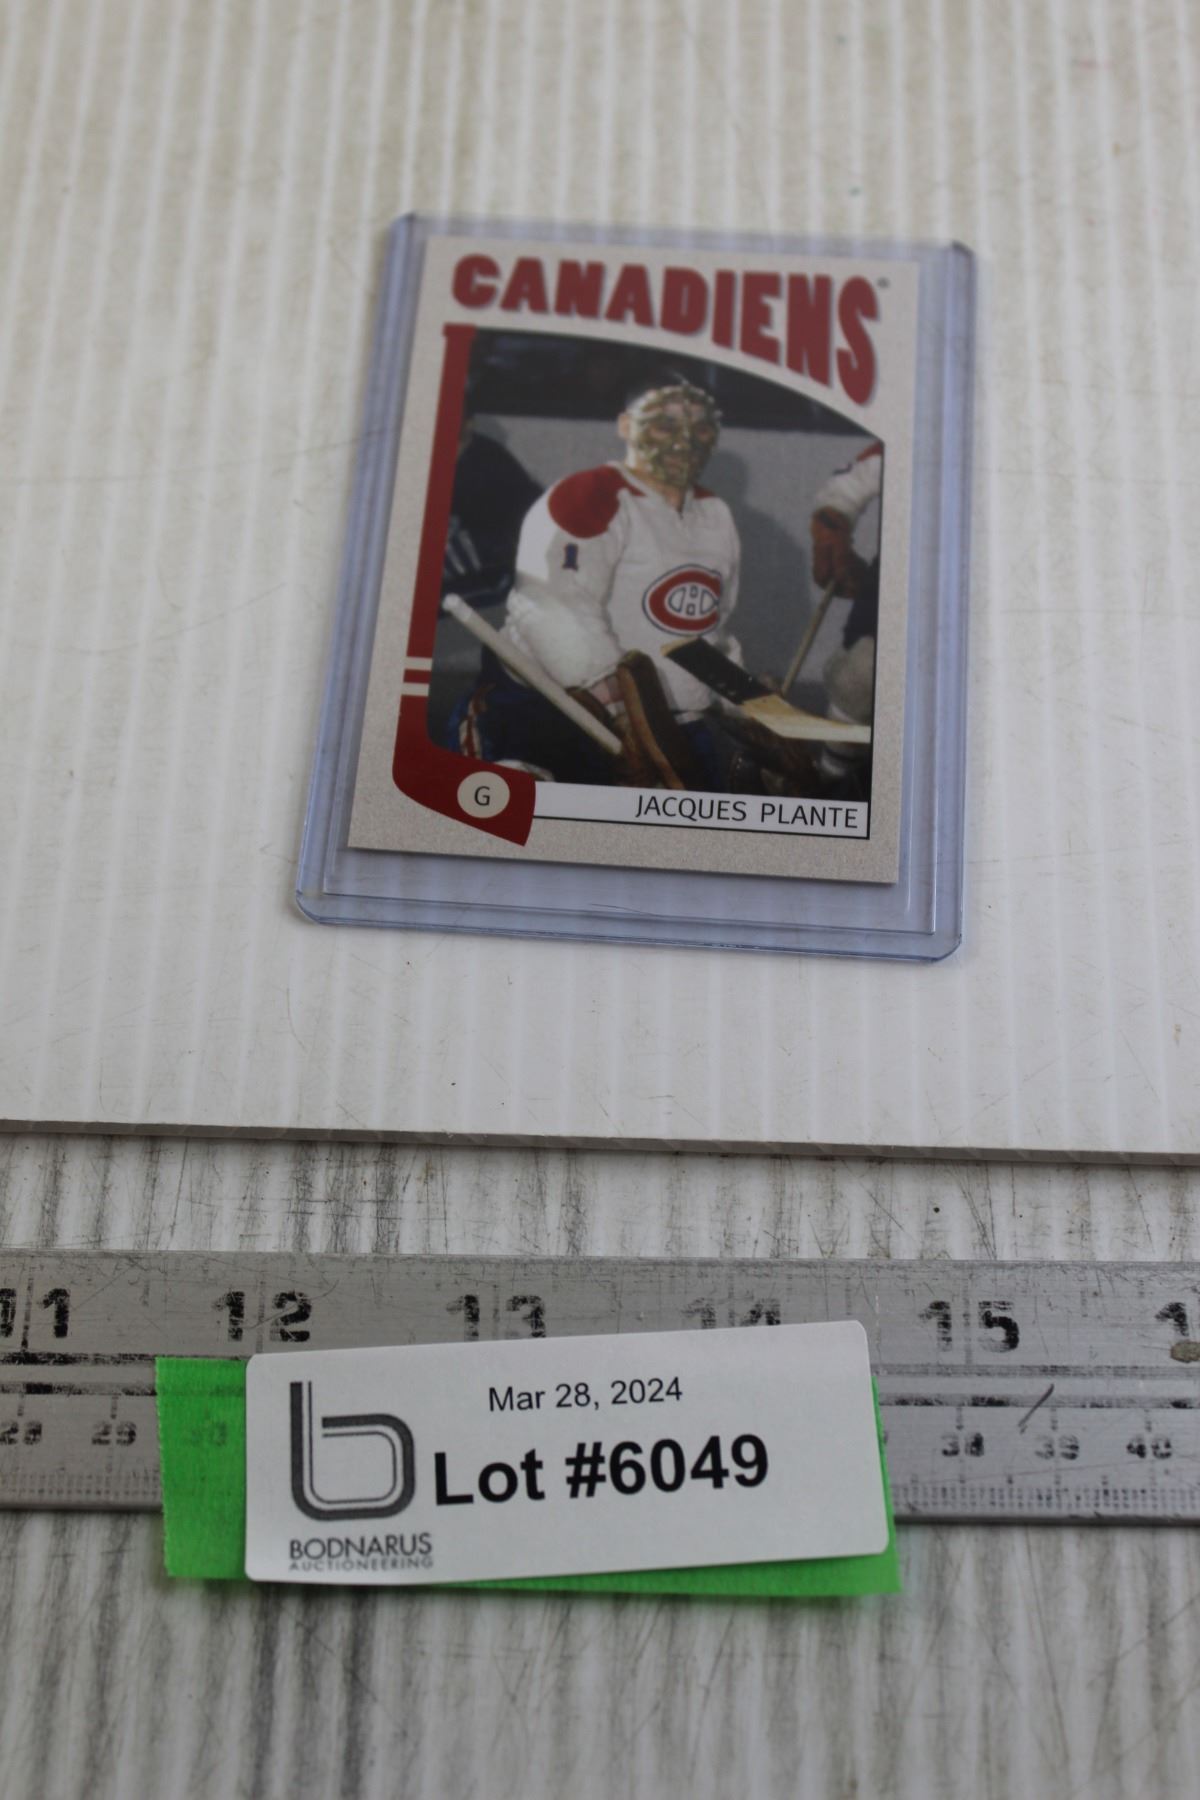 CANADIENS
1
C
H
G
JACQUES PLANTE
11 12 13 14 15
29 38 39 40
Mar 28, 2024
Lot #6049
b
BODNARUS
AUCTIONEERING